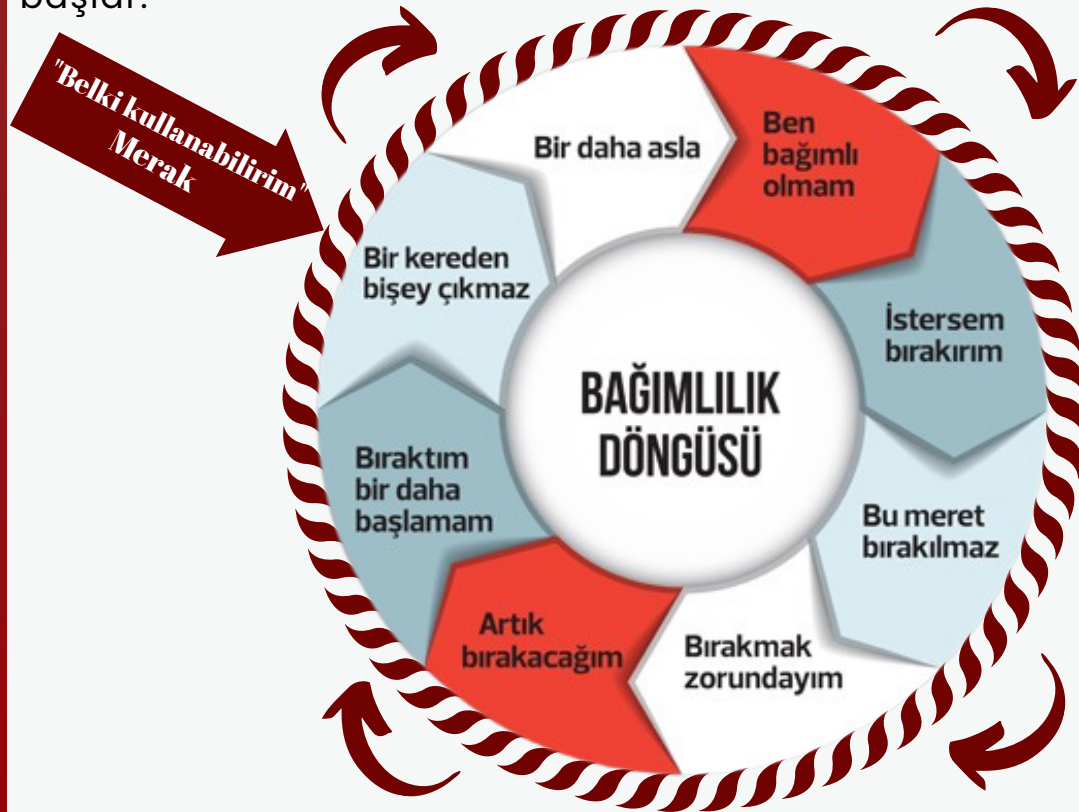 başlar.
"Belki kullanabilirim"
Merak
Bir daha asla
Ben
bağımlı
olmam
İstersem
bırakırım
Bu meret
bırakılmaz
Bırakmak
zorundayım
Artık
bırakacağım
Bıraktım
bir daha
başlamam
Bir kereden
bişey çıkmaz
BAĞIMLILIK
DÖNGÜSÜ